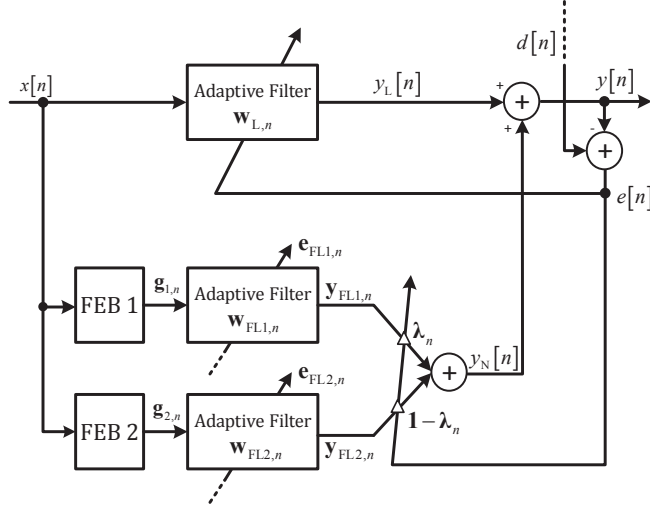 d[n]
x[n]
Adaptive Filter
w_L,n
y_L[n]
+
+
+
y[n]
-
+
e[n]
FEB 1
g_1,n
Adaptive Filter
w_FL1,n
e_FL1,n
y_FL1,n
λ_n
+
y_N[n]
FEB 2
g_2,n
Adaptive Filter
w_FL2,n
e_FL2,n
y_FL2,n
1 − λ_n